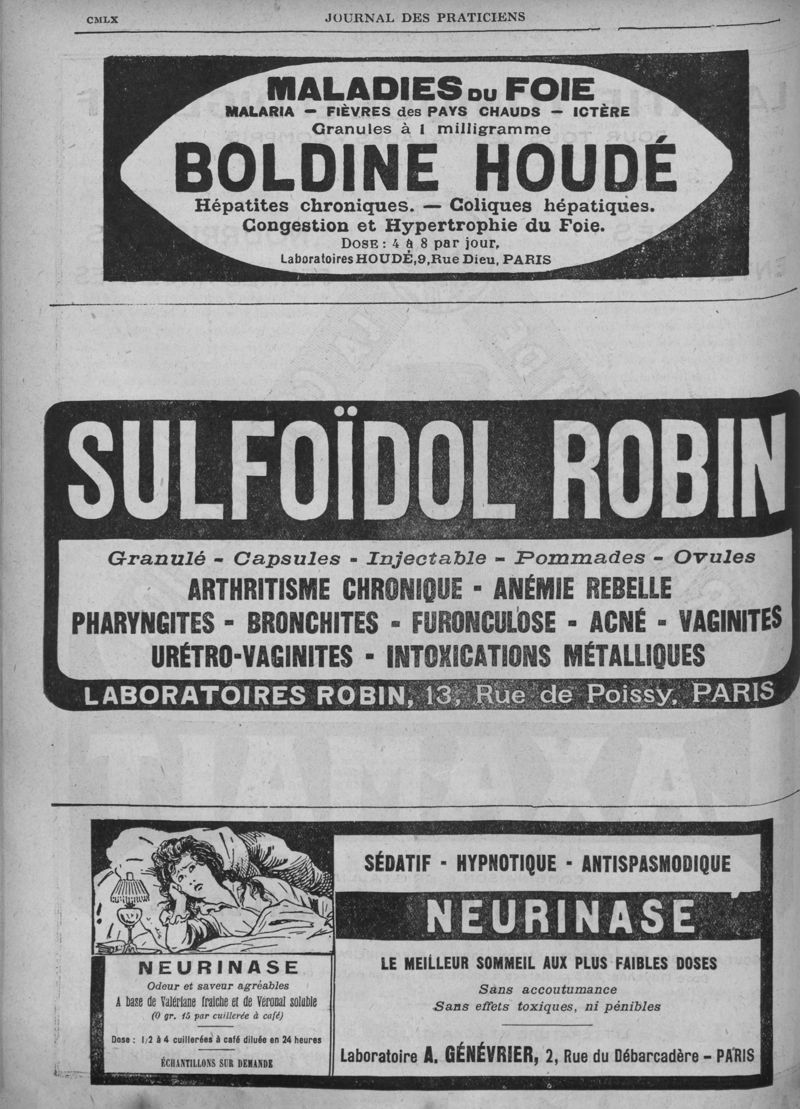 CMLX
JOURNAL DES PRATICIENS
MALADIES DU FOIE
MALARIA – FIÈVRES des PAYS CHAUDS – ICTÈRE
Granules à 1 milligramme
BOLDINE HOUDÉ
Hépatites chroniques. — Coliques hépatiques.
Congestion et Hypertrophie du Foie.
DOSE : 4 à 8 par jour,
Laboratoires HOUDÉ,9,Rue Dieu, PARIS
SULFOÏDOL ROBIN
Granulé - Capsules - Injectable - Pommades - Ovules
ARTHRITISME CHRONIQUE - ANÉMIE REBELLE
PHARYNGITES - BRONCHITES - FURONCULOSE - ACNÉ - VAGINITES
URÉTRO-VAGINITES - INTOXICATIONS MÉTALLIQUES
LABORATOIRES ROBIN, 13, Rue de Poissy, PARIS
NEURINASE
Odeur et saveur agréables
A base de Valériane fraîche et de Véronal soluble
(0 gr. 15 par cuillerée à café)
Dose : 1/2 à 4 cuillerées à café diluée en 24 heures
ÉCHANTILLONS SUR DEMANDE
SÉDATIF - HYPNOTIQUE - ANTISPASMODIQUE
NEURINASE
LE MEILLEUR SOMMEIL AUX PLUS FAIBLES DOSES
Sans accoutumance
Sans effets toxiques, ni pénibles
Laboratoire A. GÉNÉVRIER, 2, Rue du Débarcadère – PARIS